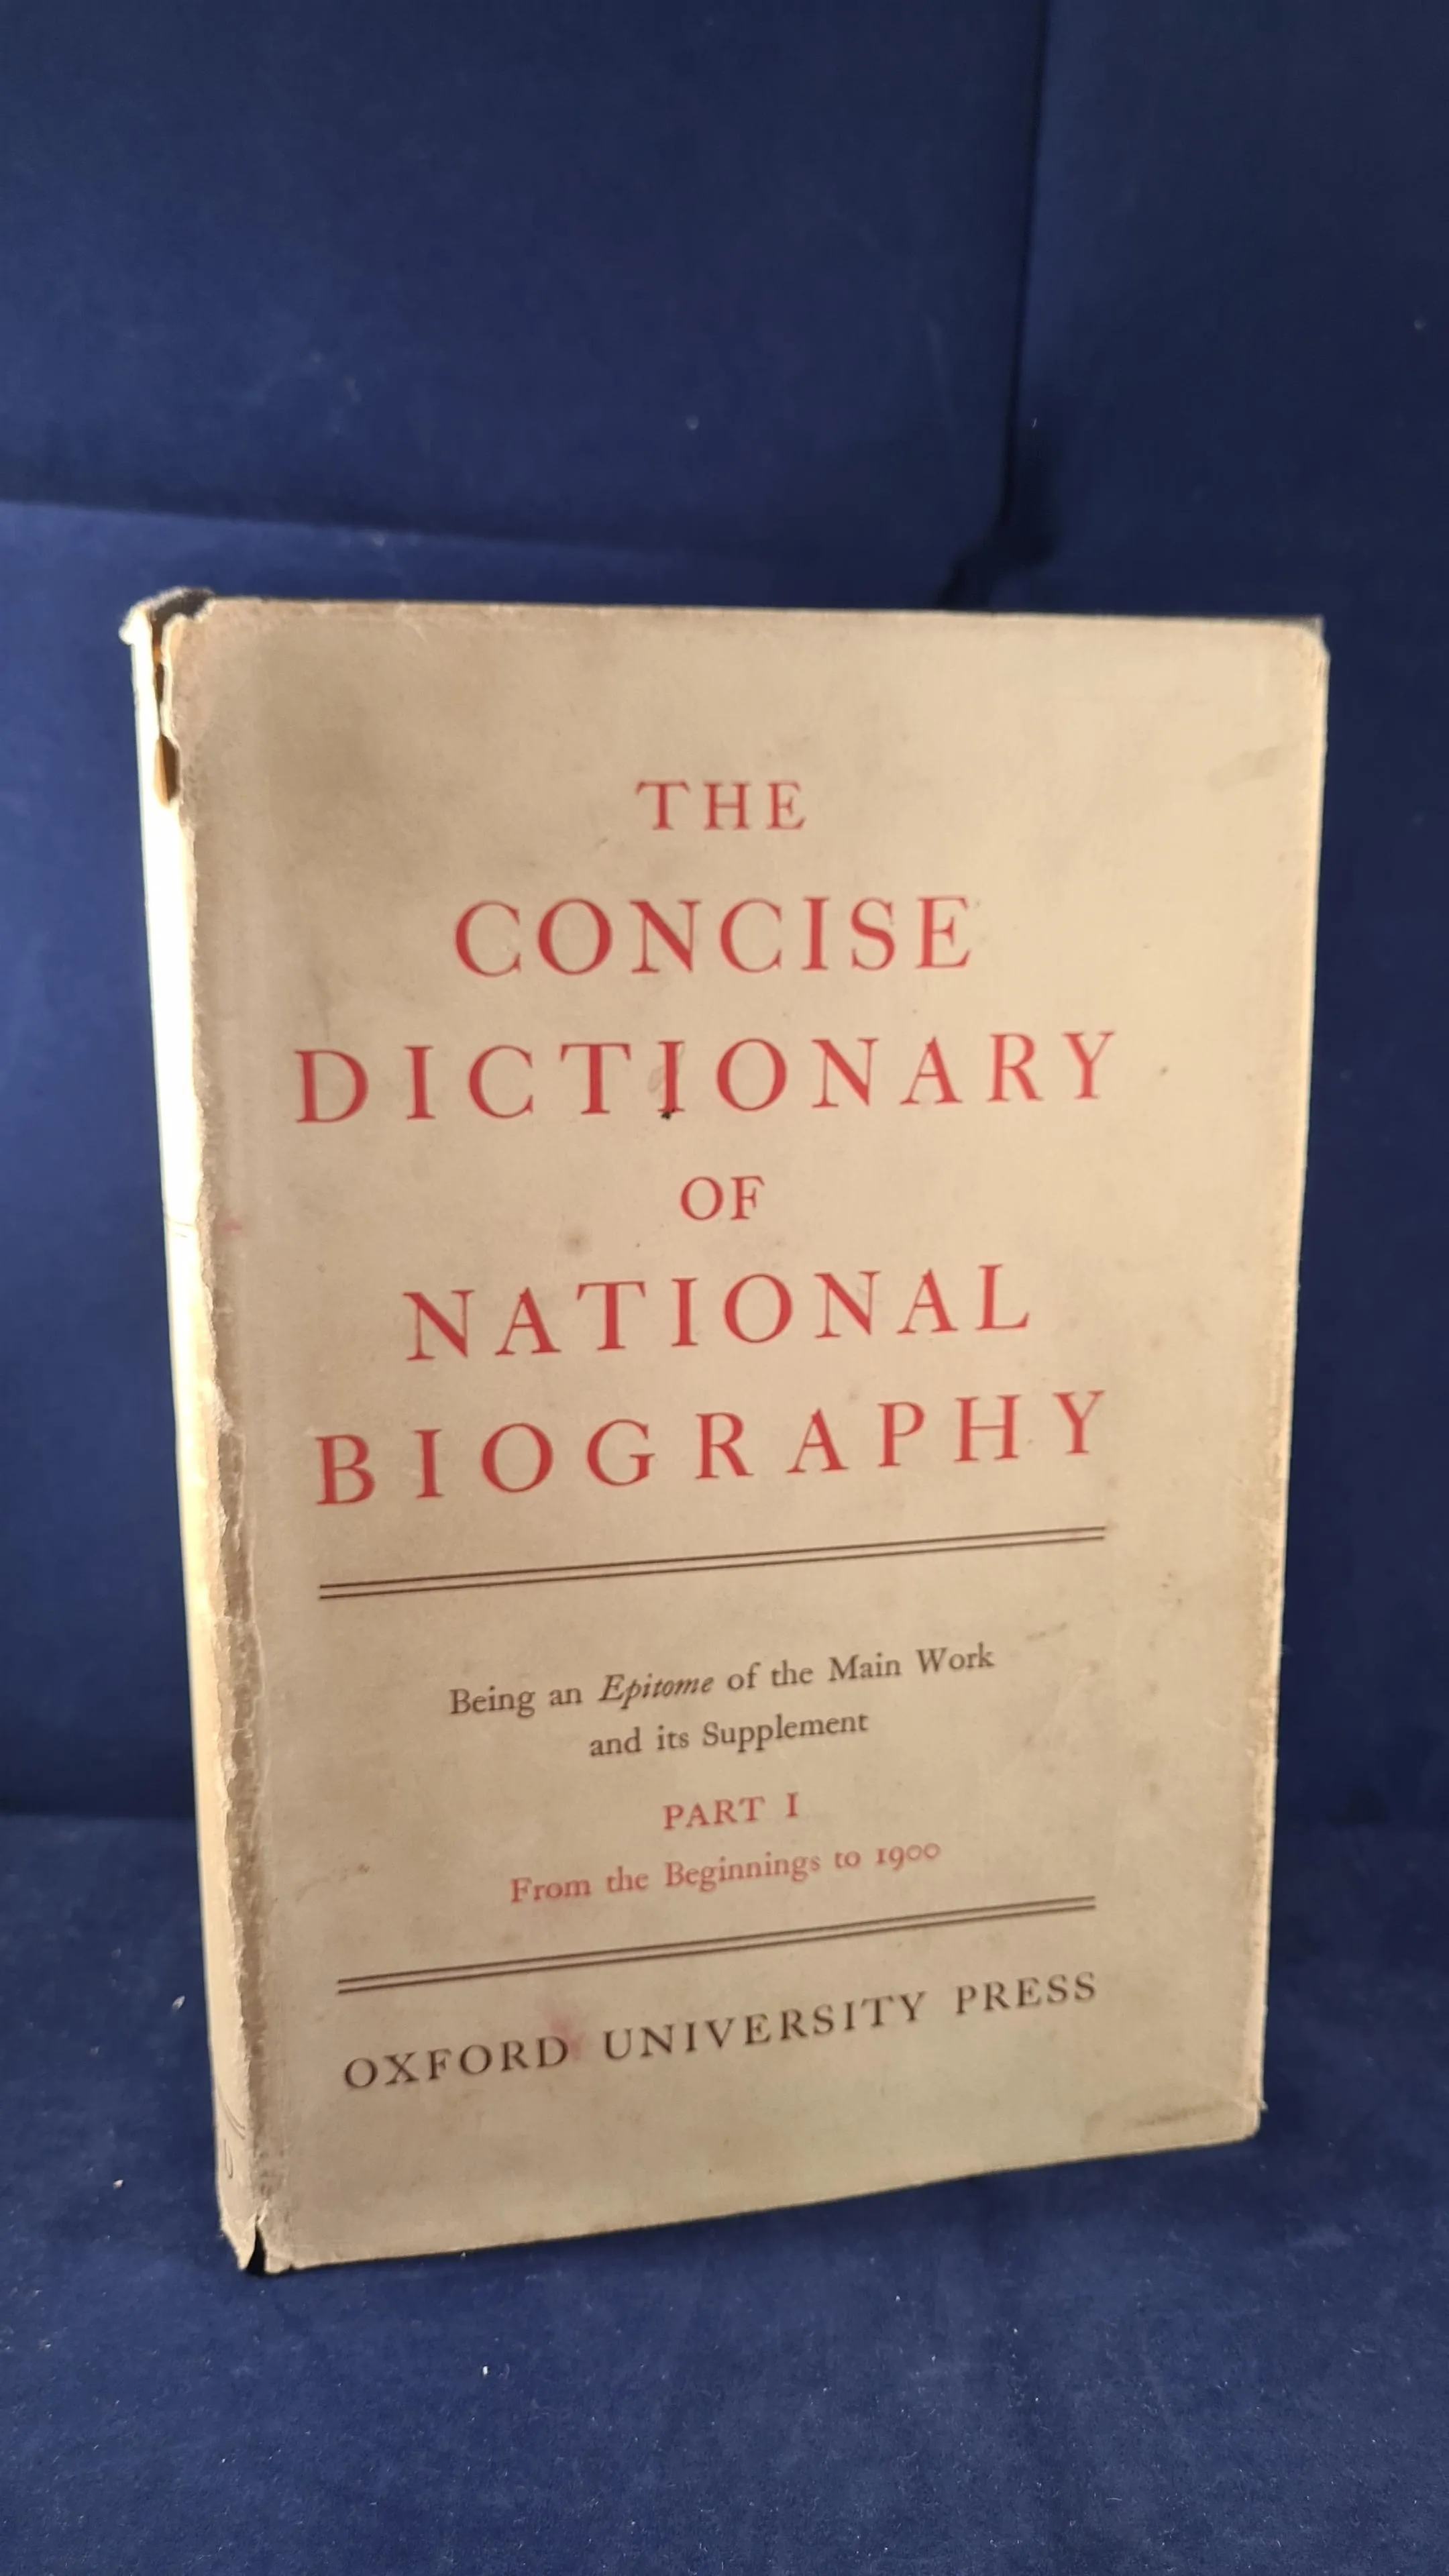 THE
CONCISE
DICTIONARY
OF
NATIONAL
BIOGRAPHY
Being an Epitome of the Main Work
and its Supplement
PART I
From the Beginnings to 1900
OXFORD UNIVERSITY PRESS